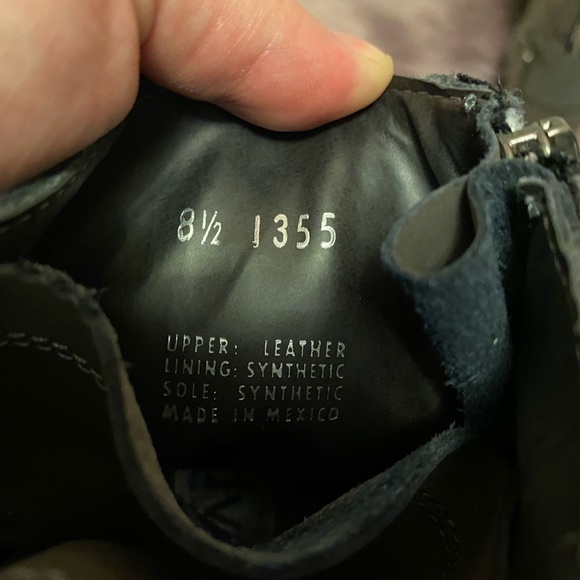 8½ 1355
UPPER: LEATHER
LINING: SYNTHETIC
SOLE: SYNTHETIC
MADE IN MEXICO